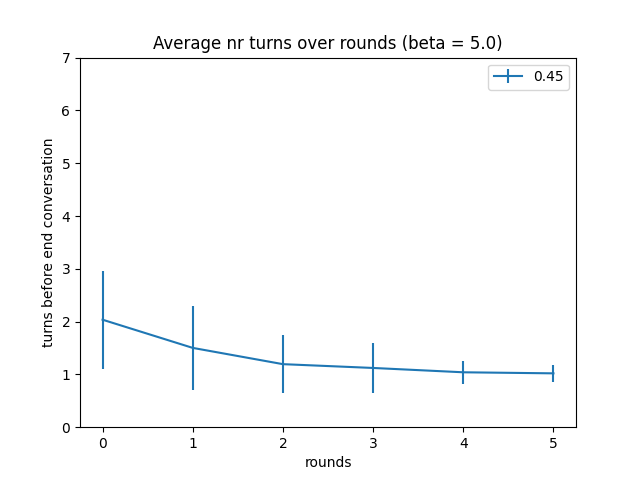 Average nr turns over rounds (beta = 5.0)
0.45
7
6
5
4
3
2
1
0
turns before end conversation
0 1 2 3 4 5
rounds